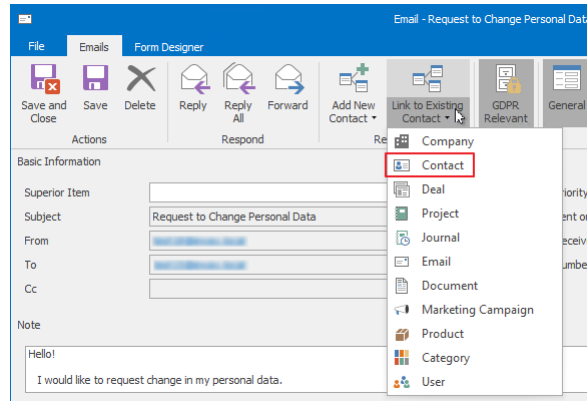 Email - Request to Change Personal Data
File Emails Form Designer
Save and Close
Save
Delete
Reply
Reply All
Forward
Add New Contact
Link to Existing Contact
GDPR Relevant
General
Actions
Respond
Basic Information
Superior Item
Subject Request to Change Personal Data
From
To
Cc
Note
Hello!
I would like to request change in my personal data.
Company
Contact
Deal
Project
Journal
Email
Document
Marketing Campaign
Product
Category
User